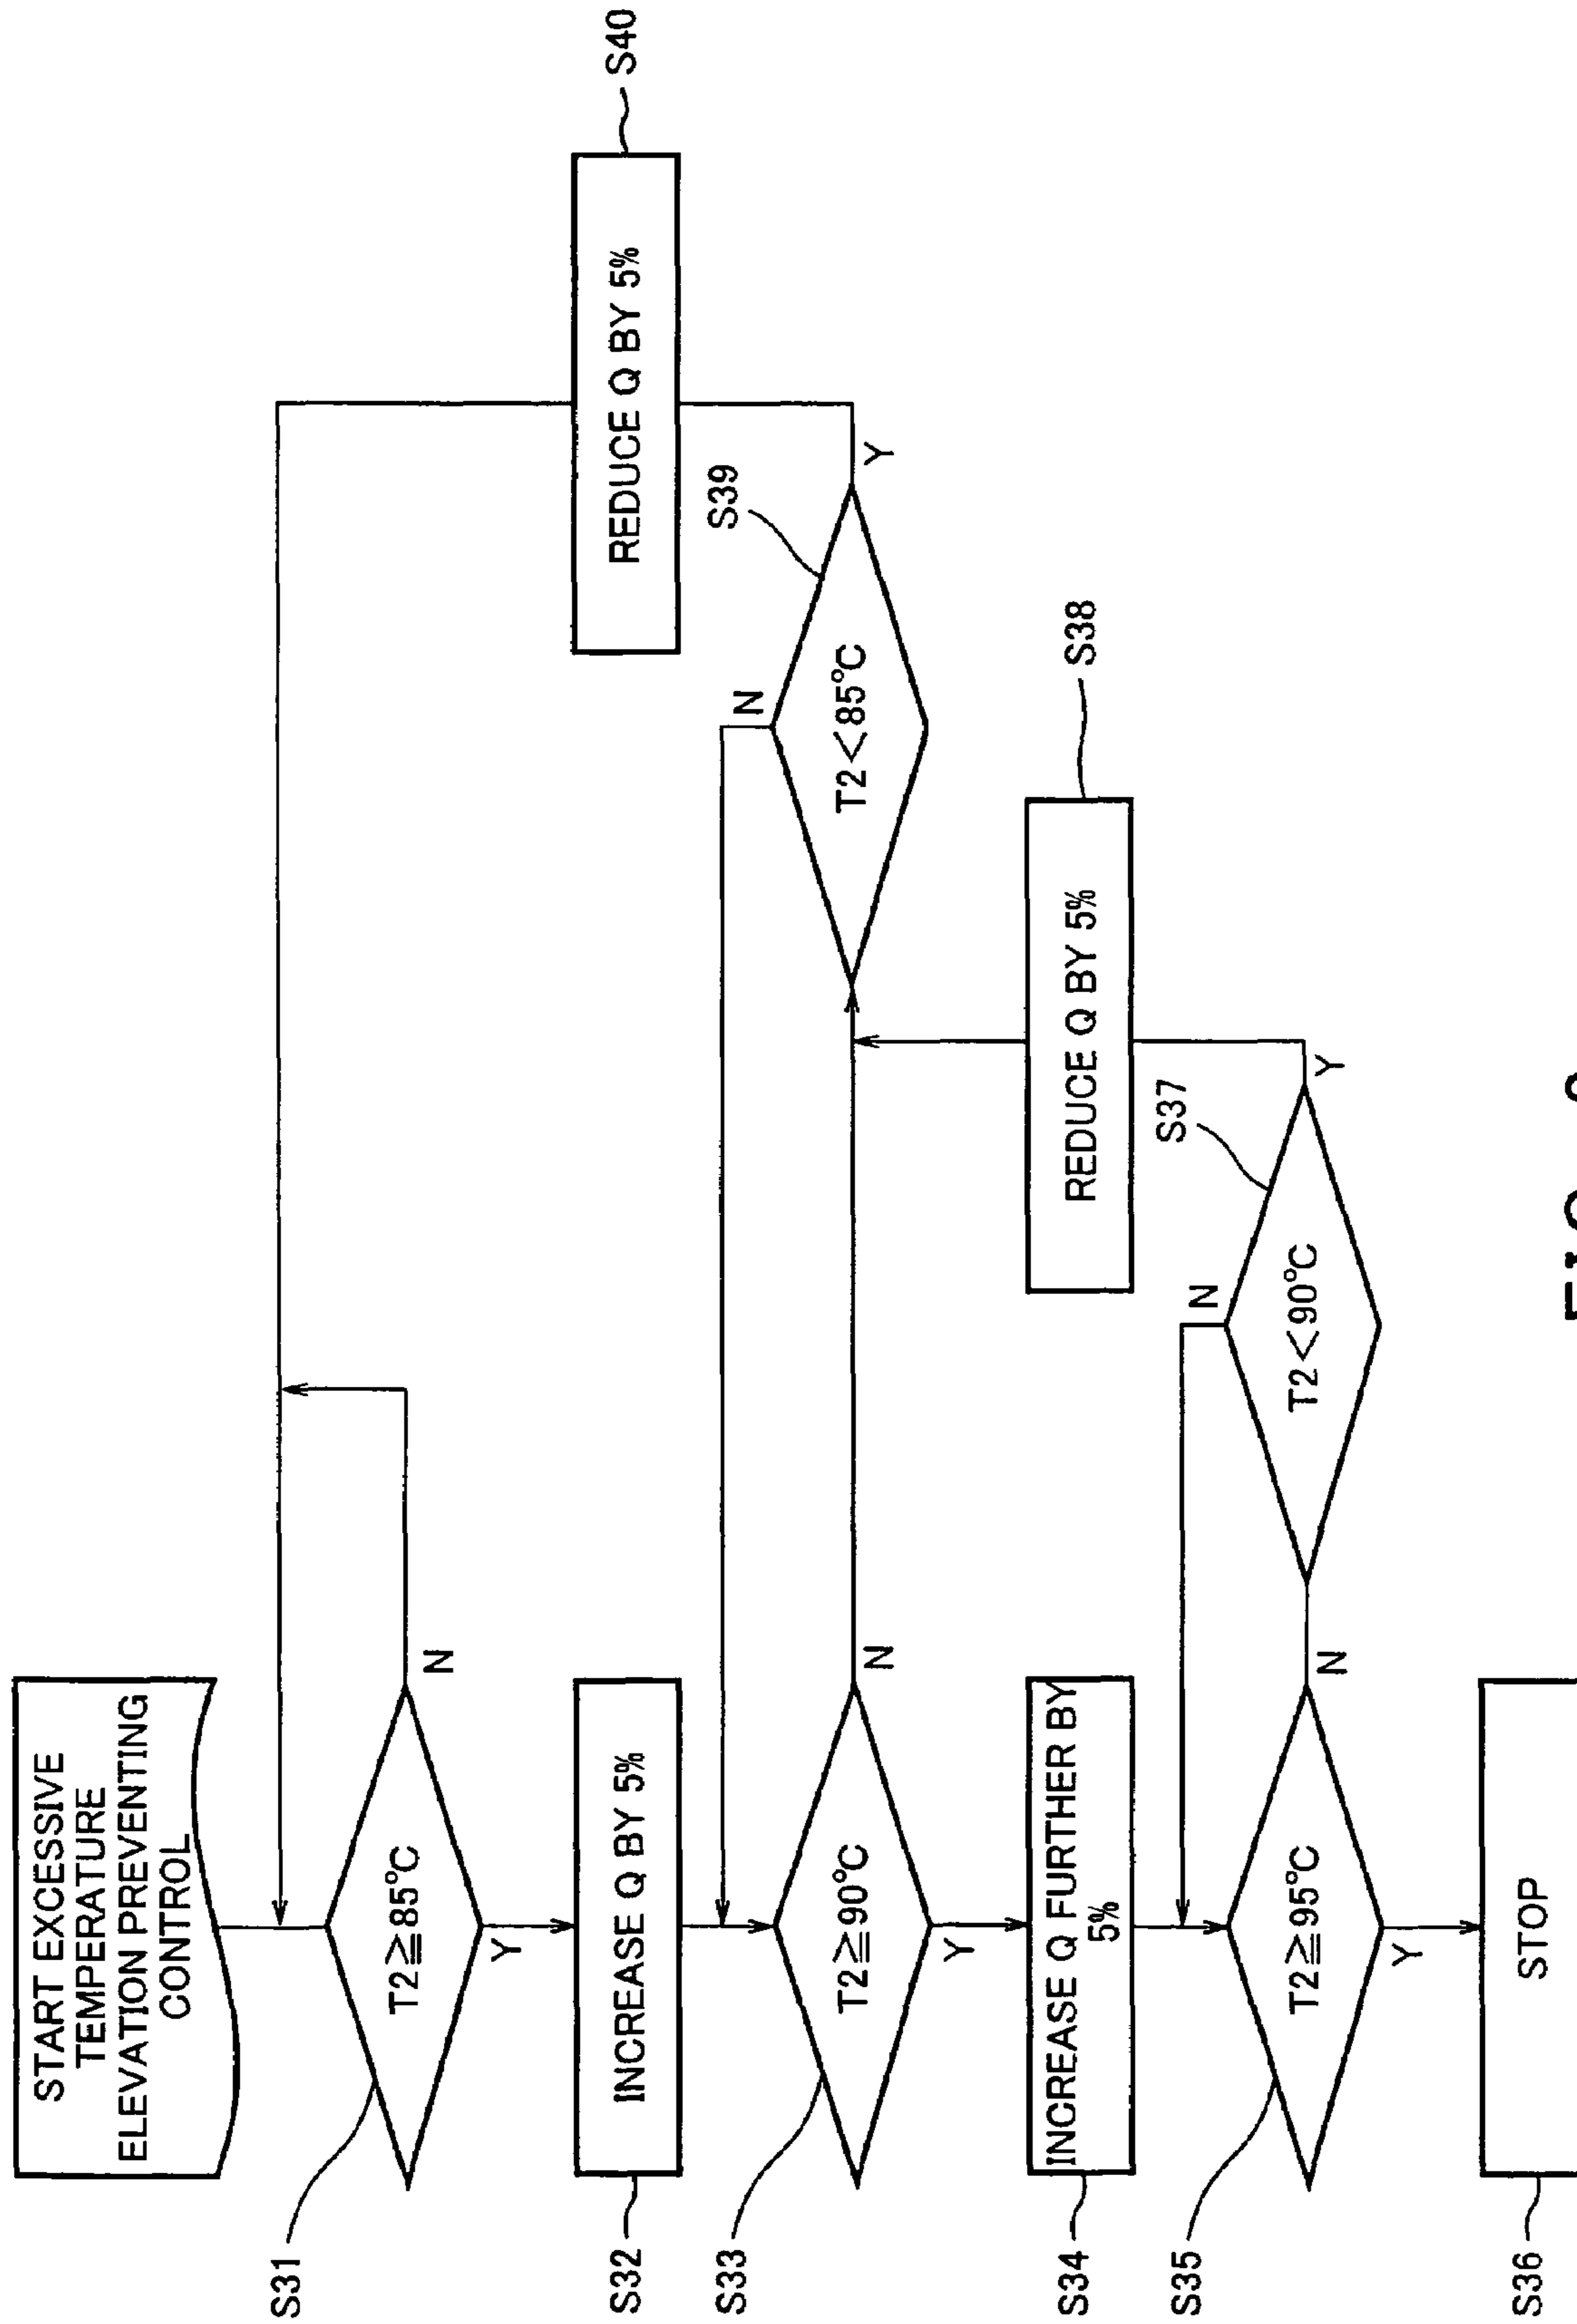 START EXCESSIVE
TEMPERATURE
ELEVATION PREVENTING
CONTROL
S31
T2≧85°C
N
Y
S32
INCREASE Q BY 5%
S33
T2≧90°C
N
Y
S34
INCREASE Q FURTHER BY
5%
S35
T2≧95°C
N
Y
S36
STOP
S37
T2<90°C
N
Y
S38
REDUCE Q BY 5%
S39
T2<85°C
N
Y
S40
REDUCE Q BY 5%